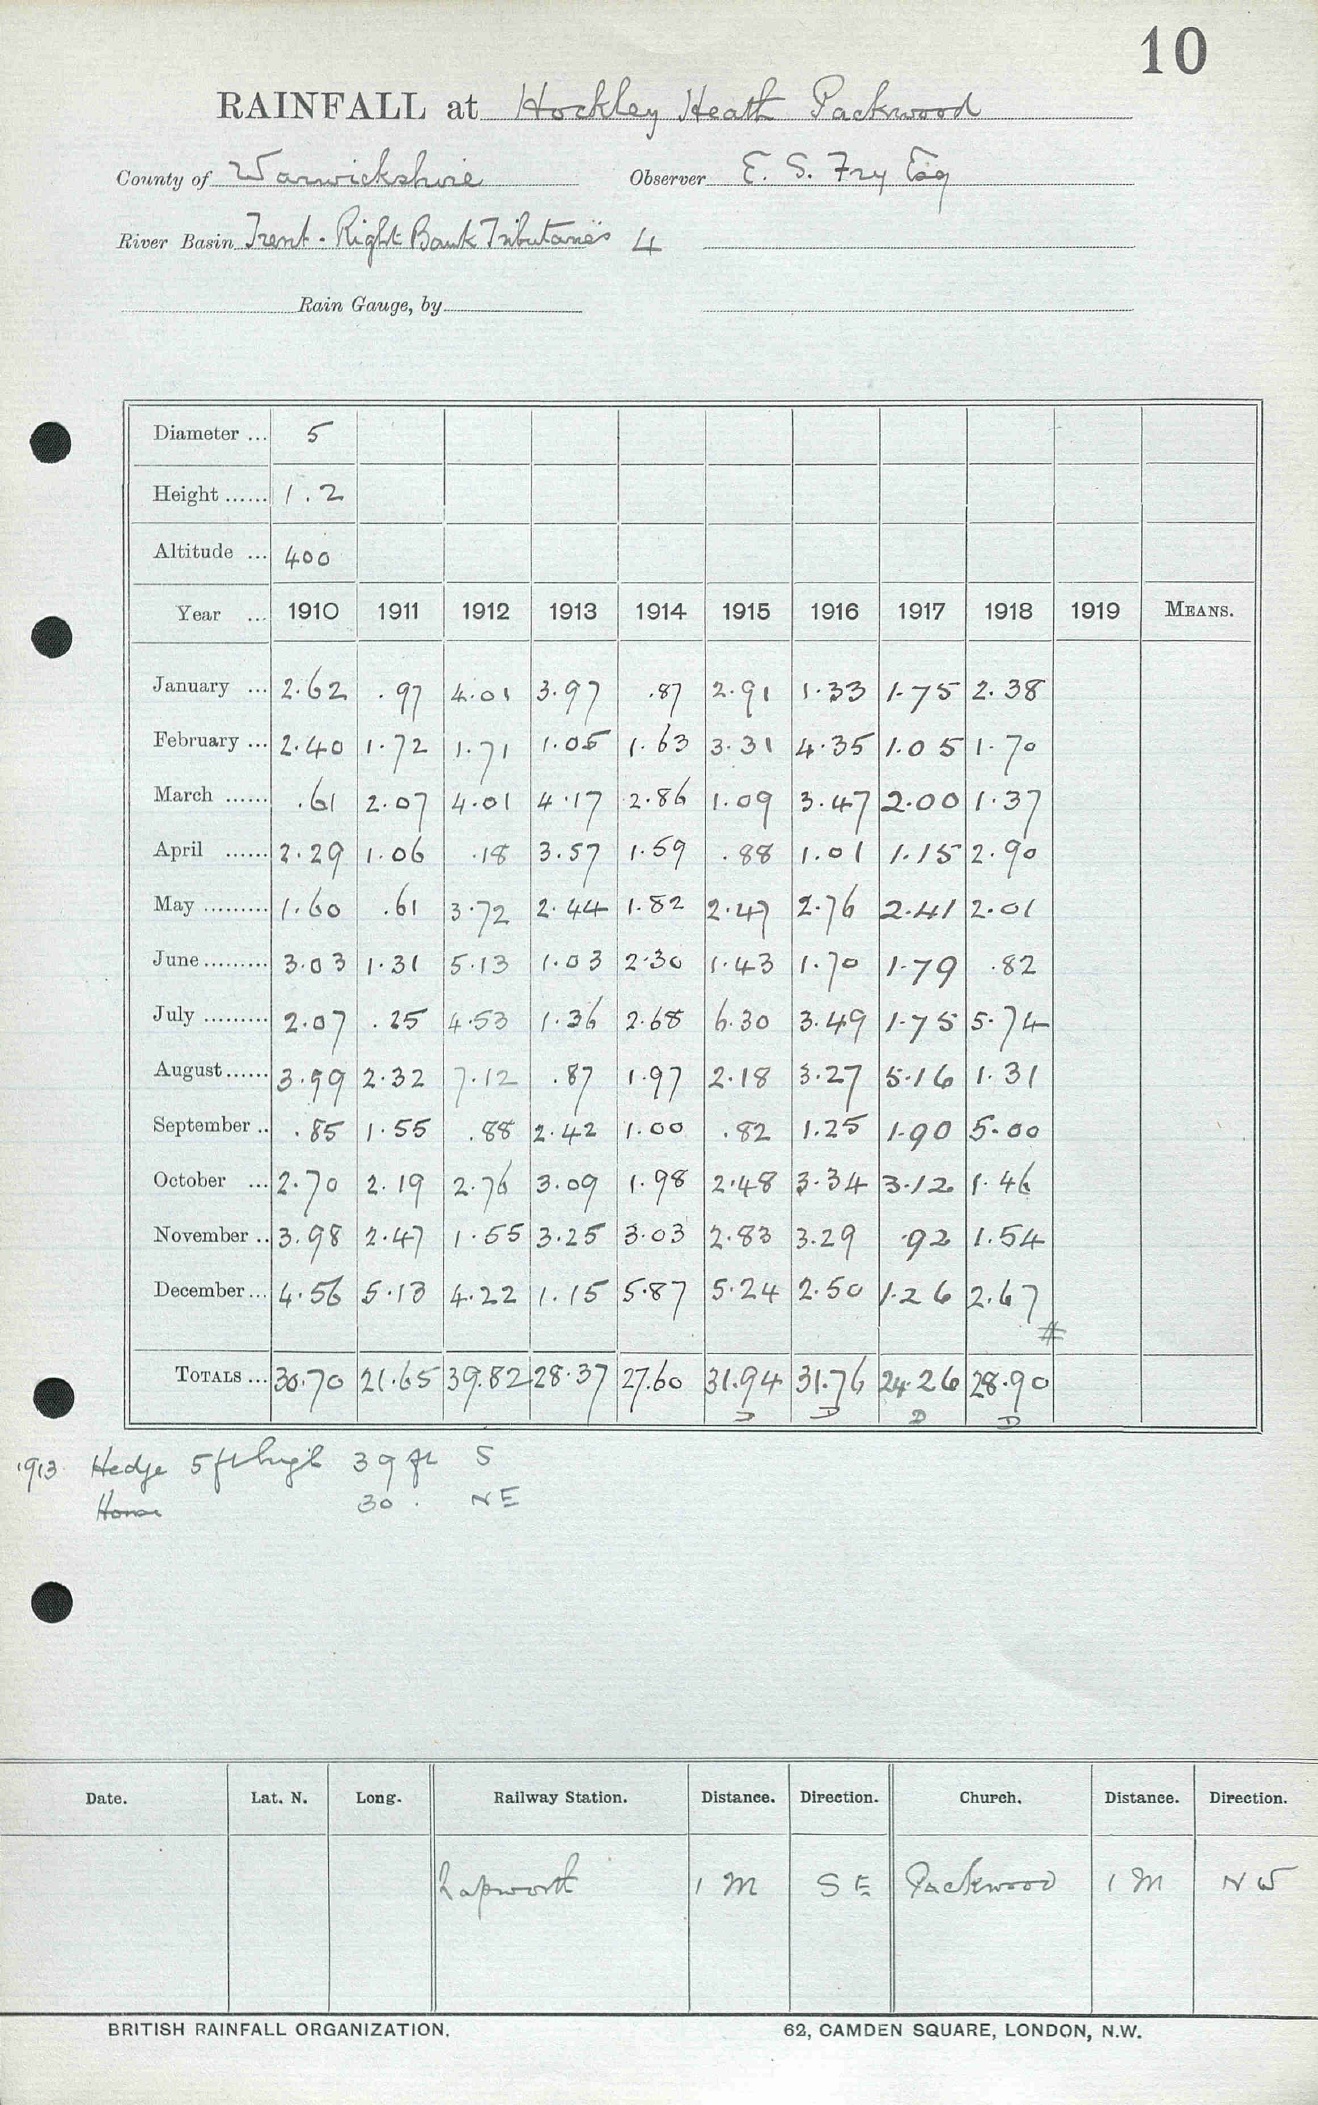 10
RAINFALL at Hockley Heath Packwood
County of Warwickshire Observer E. S. Fry Esq
River Basin Trent - Right Bank Tributaries 4
Rain Gauge, by
Diameter ... 5
Height ...... 1.2
Altitude ... 400
Year ... 1910 1911 1912 1913 1914 1915 1916 1917 1918 1919 MEANS.
January ... 2.62 .97 4.01 3.97 .87 2.91 1.33 1.75 2.38
February ... 2.40 1.72 1.71 1.05 1.63 3.31 4.35 1.05 1.70
March ...... .61 2.07 4.01 4.17 2.86 1.09 3.47 2.00 1.37
April ...... 2.29 1.06 .18 3.57 1.59 .88 1.01 1.15 2.90
May ......... 1.60 .61 3.72 2.44 1.82 2.47 2.76 2.41 2.01
June ......... 3.03 1.31 5.13 1.03 2.30 1.43 1.70 1.79 .82
July ......... 2.07 .25 4.53 1.36 2.68 6.30 3.49 1.75 5.74
August ...... 3.99 2.32 7.12 .87 1.97 2.18 3.27 5.16 1.31
September .. .85 1.55 .88 2.42 1.00 .82 1.25 1.90 5.00
October ... 2.70 2.19 2.76 3.09 1.98 2.48 3.34 3.12 1.46
November .. 3.98 2.47 1.55 3.25 3.03 2.83 3.29 .92 1.54
December ... 4.56 5.13 4.22 1.15 5.87 5.24 2.50 1.26 2.67
#
TOTALS ... 30.70 21.65 39.82 28.37 27.60 31.94 31.76 24.26 28.90
D D D D
1913 Hedge 5 ft high 39 ft S
House 30 . NE
Date. Lat. N. Long. Railway Station. Distance. Direction. Church. Distance. Direction.
Lapworth 1 M SE Packwood 1 M NW
BRITISH RAINFALL ORGANIZATION. 62, CAMDEN SQUARE, LONDON, N.W.